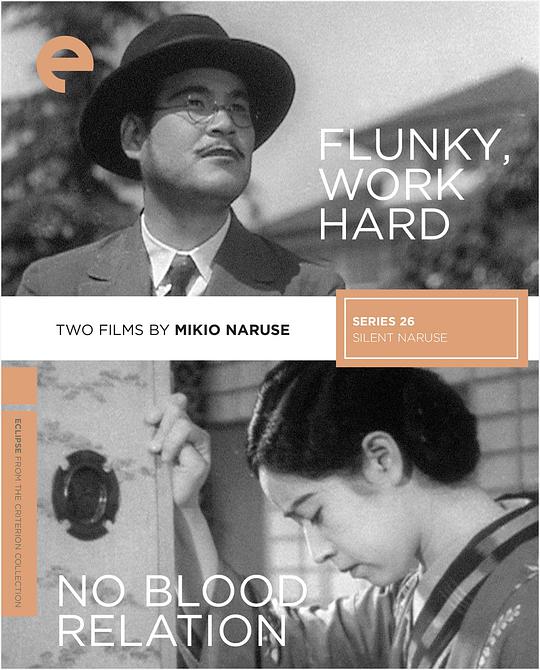 e
FLUNKY,
WORK
HARD
TWO FILMS BY MIKIO NARUSE
SERIES 26
SILENT NARUSE
ECLIPSE FROM THE CRITERION COLLECTION
NO BLOOD
RELATION